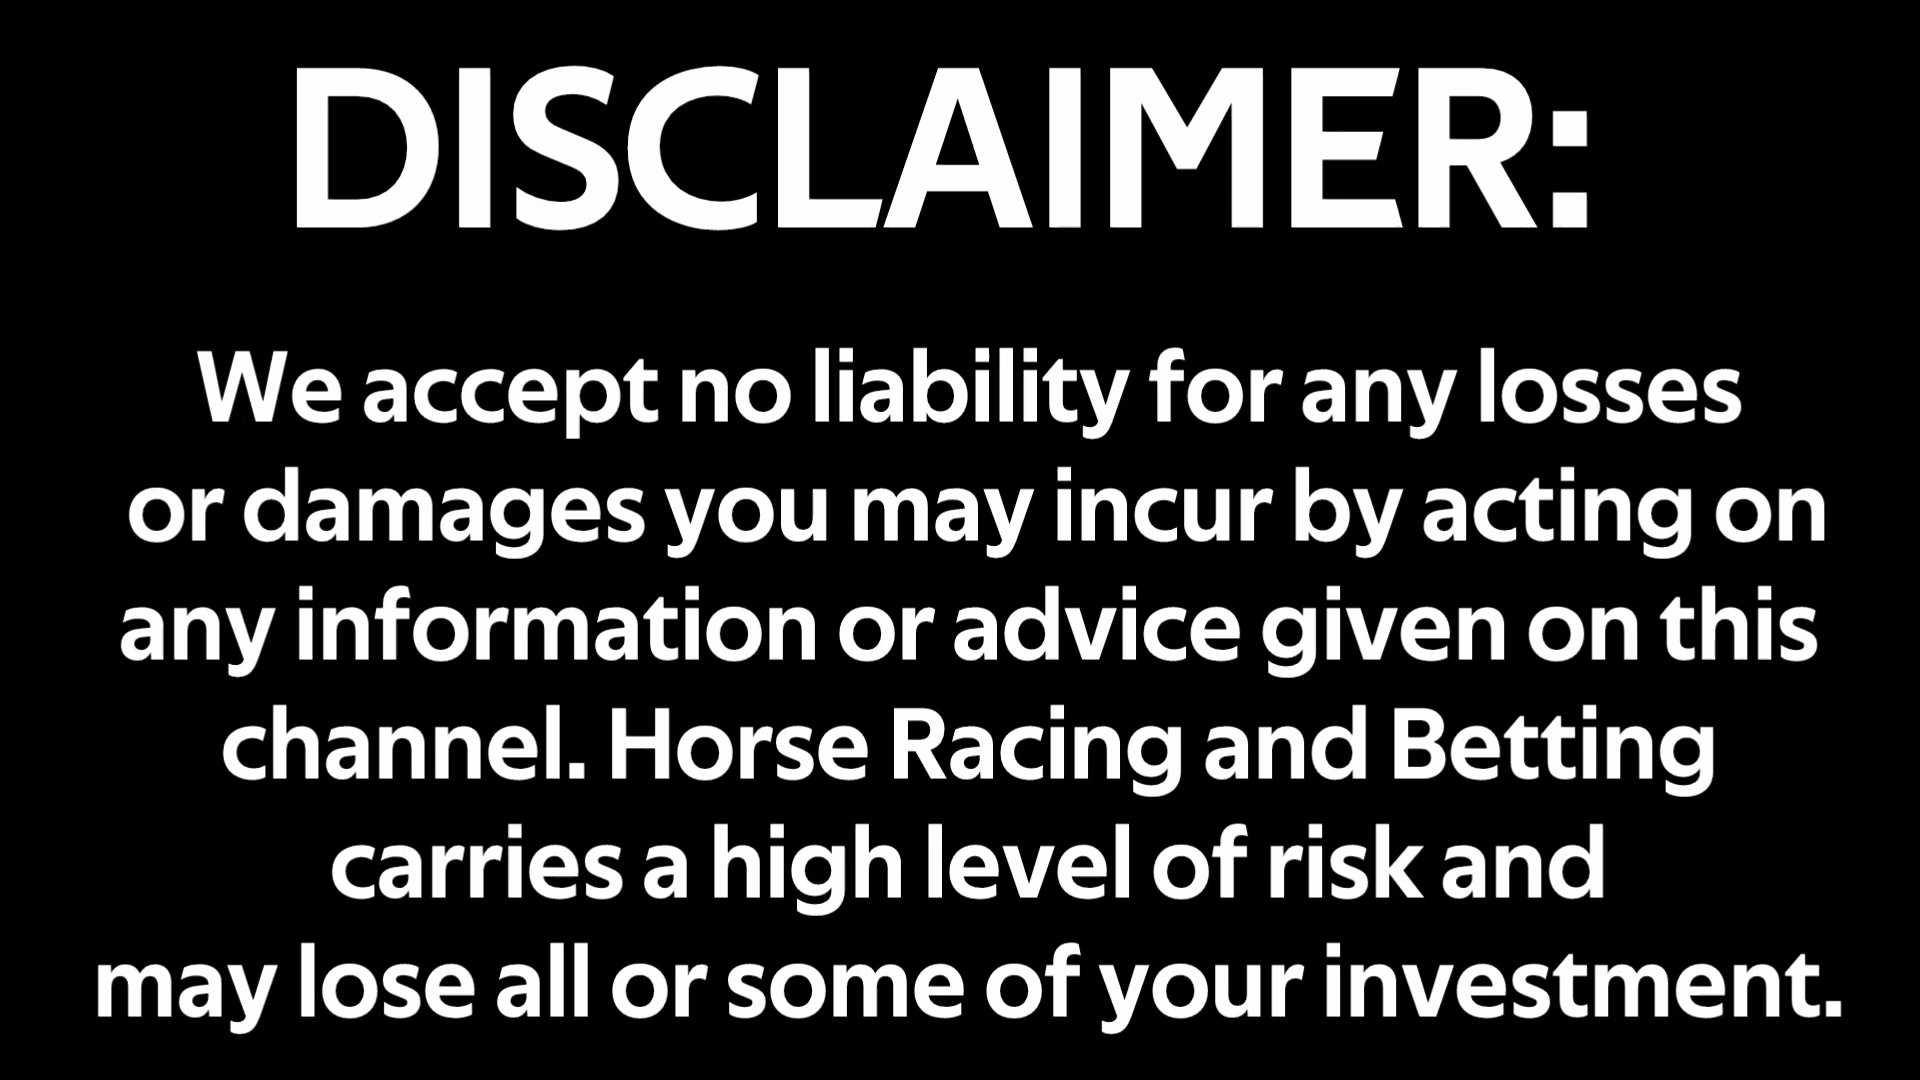 DISCLAIMER:
We accept no liability for any losses
or damages you may incur by acting on
any information or advice given on this
channel. Horse Racing and Betting
carries a high level of risk and
may lose all or some of your investment.